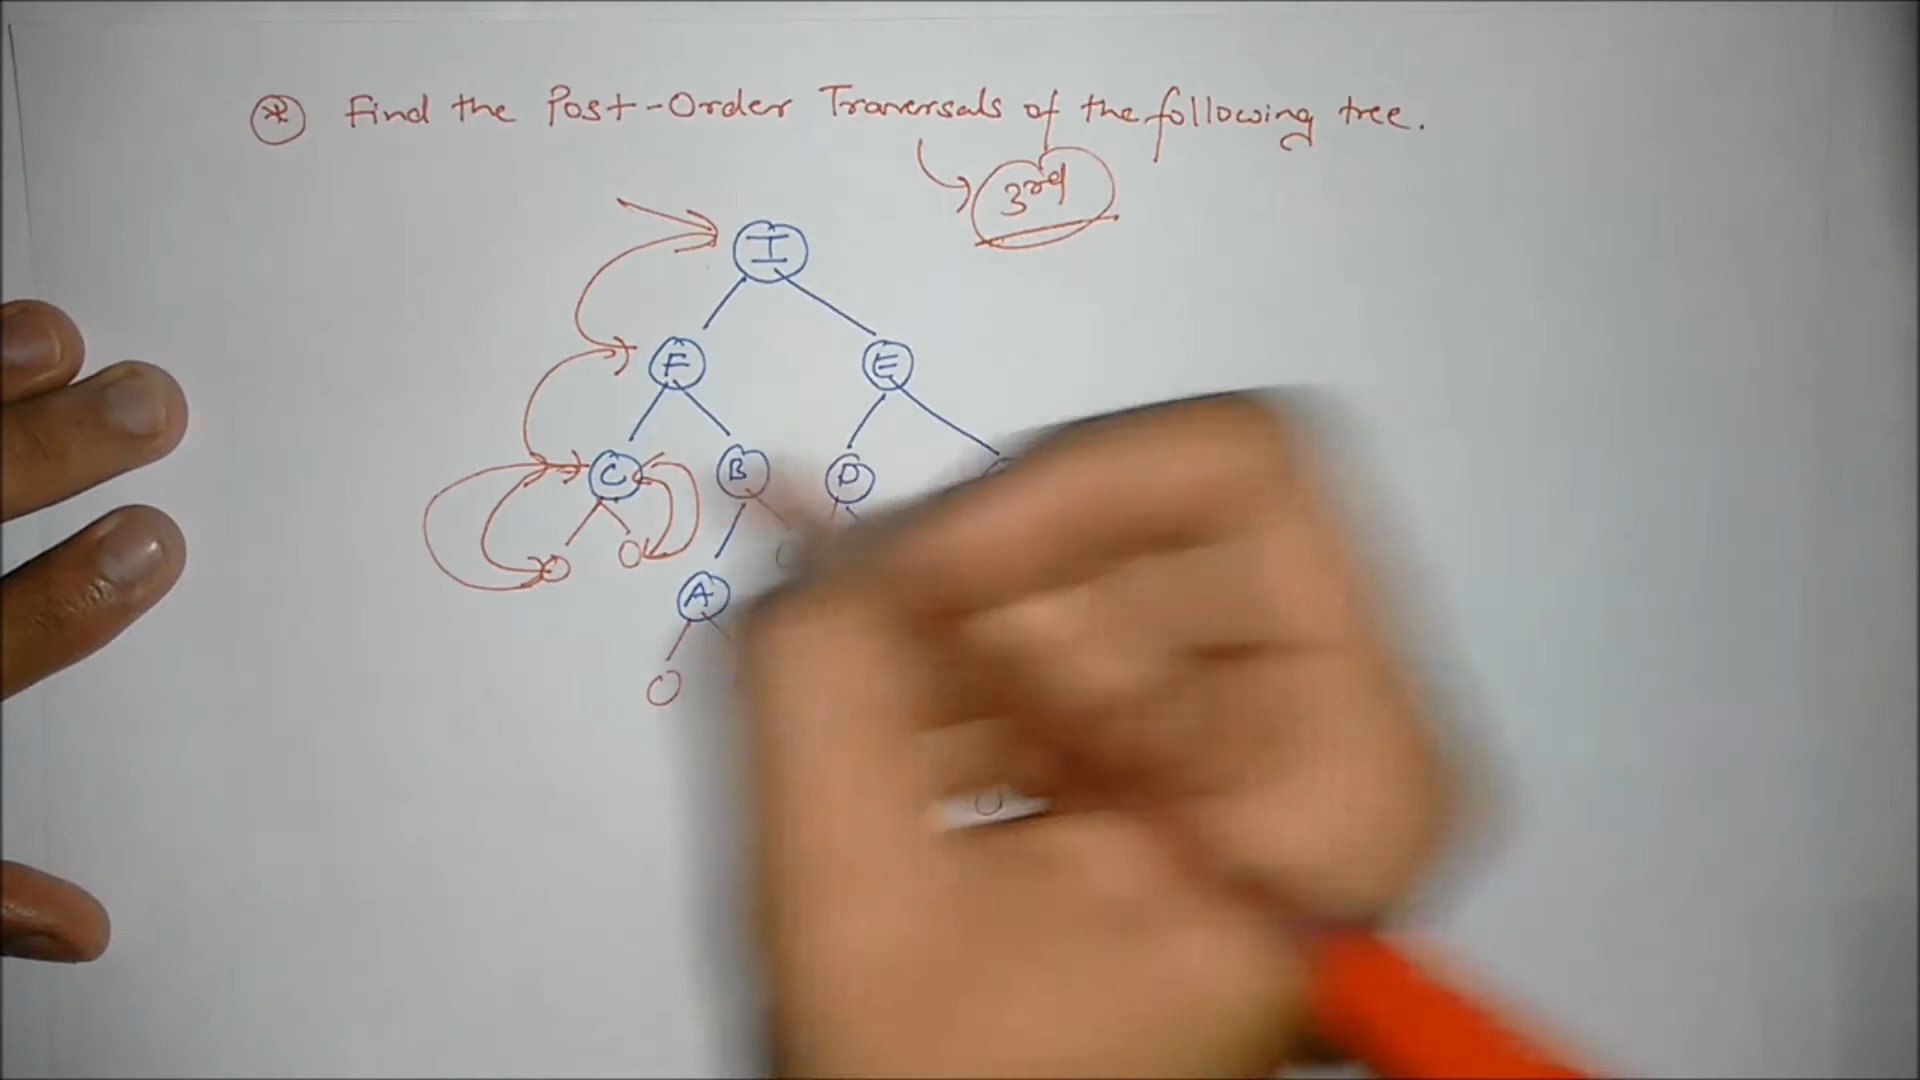 * Find the Post-Order Traversals of the following tree.
3rd
I
F E
C B D
A